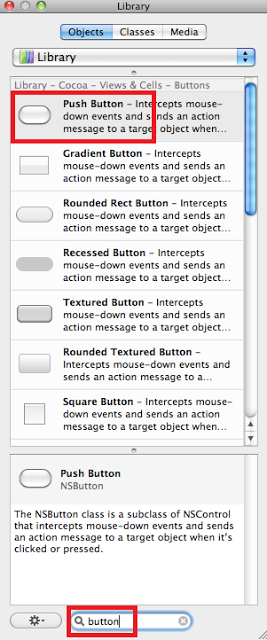 Library
Objects Classes Media
Library
Library – Cocoa – Views & Cells – Buttons
Push Button – Intercepts mouse-
down events and sends an action
message to a target object when…
Gradient Button – Intercepts
mouse-down events and sends an
action message to a target object…
Rounded Rect Button – Intercepts
mouse-down events and sends an
action message to a target object…
Recessed Button – Intercepts
mouse-down events and sends an
action message to a target object…
Textured Button – Intercepts
mouse-down events and sends an
action message to a target object…
Rounded Textured Button –
Intercepts mouse-down events and
sends an action message to a…
Square Button – Intercepts mouse-
down events and sends an action
message to a target object when…
Push Button
NSButton
The NSButton class is a subclass of NSControl
that intercepts mouse-down events and sends
an action message to a target object when it's
clicked or pressed.
button